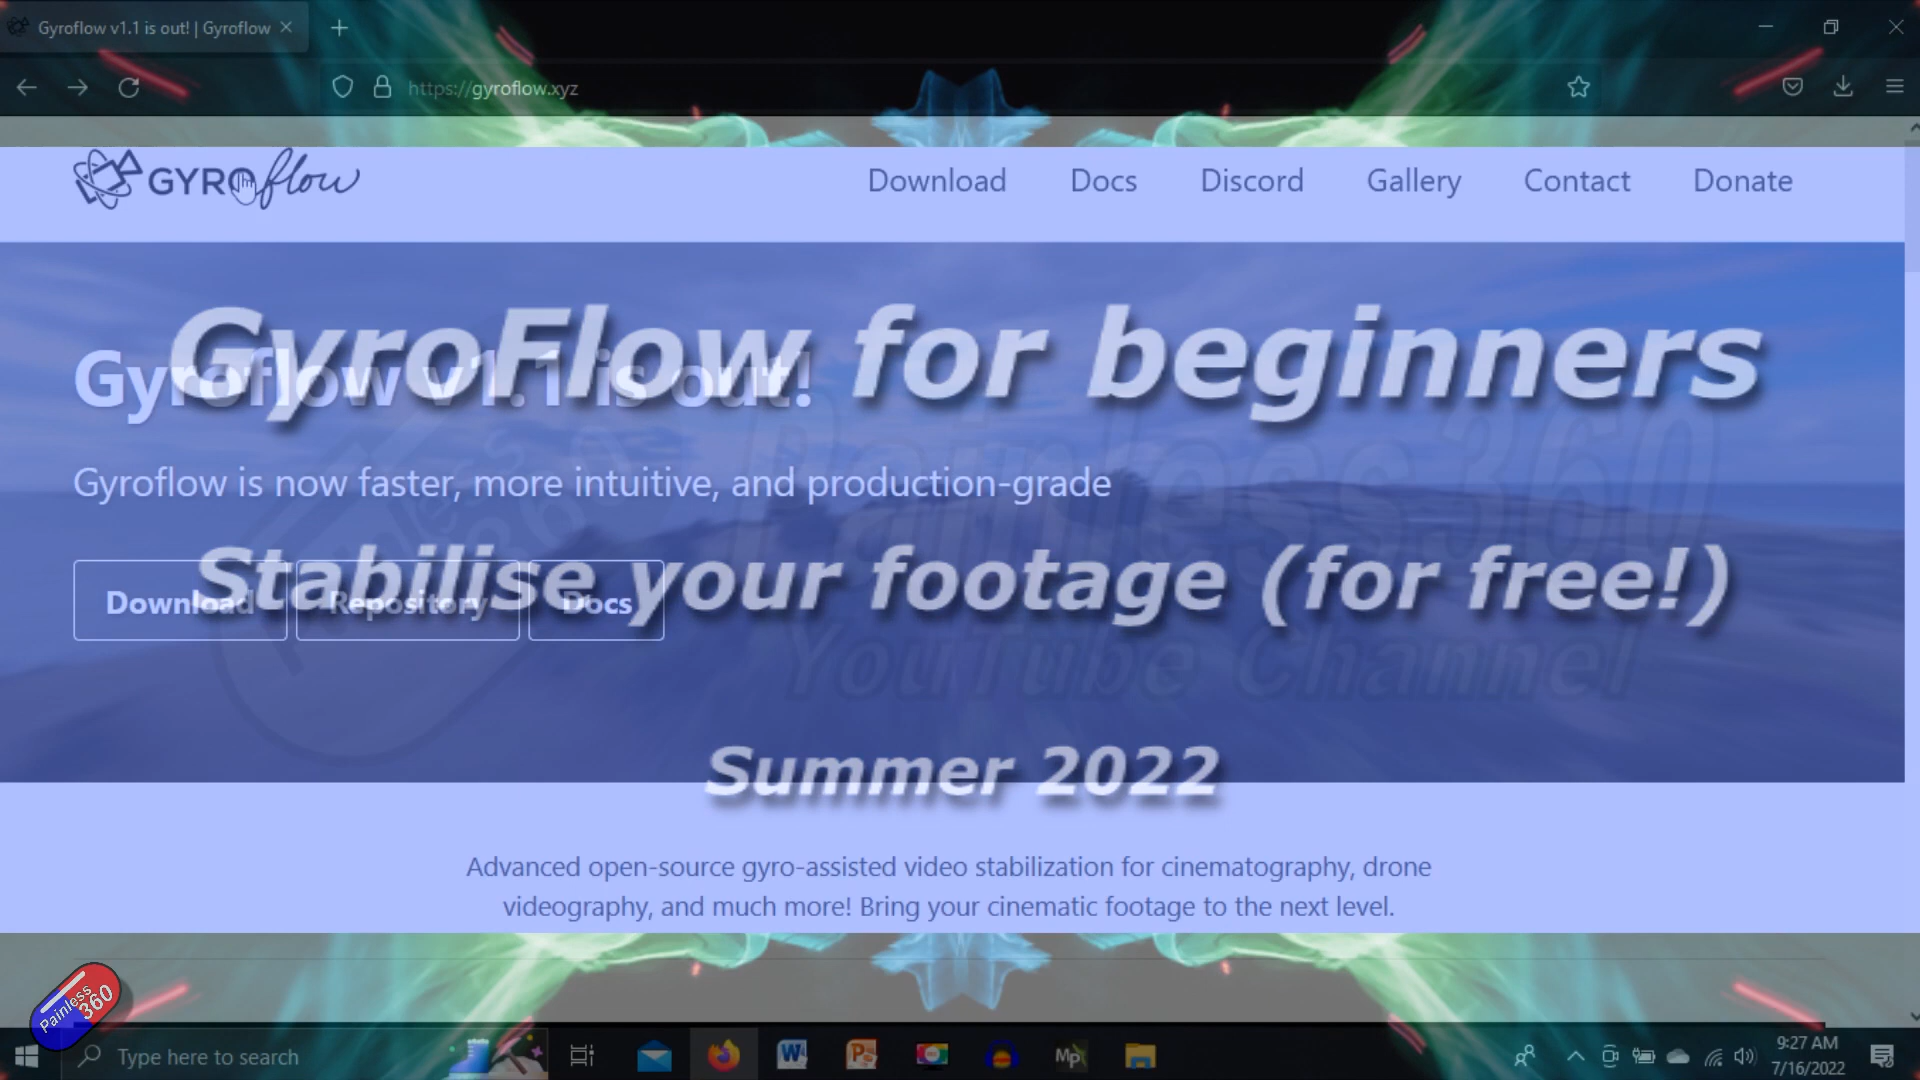 Gyroflow v1.1 is out! | Gyroflow
https://gyroflow.xyz
GYROflow
Download Docs Discord Gallery Contact Donate
GyroFlow for beginners
Gyroflow v1.1 is out!
Gyroflow is now faster, more intuitive, and production-grade
Painless360
Stabilise your footage (for free!)
Download Repository Docs
YouTube Channel
Summer 2022
Advanced open-source gyro-assisted video stabilization for cinematography, drone
videography, and much more! Bring your cinematic footage to the next level.
Painless
360
Type here to search
9:27 AM
7/16/2022